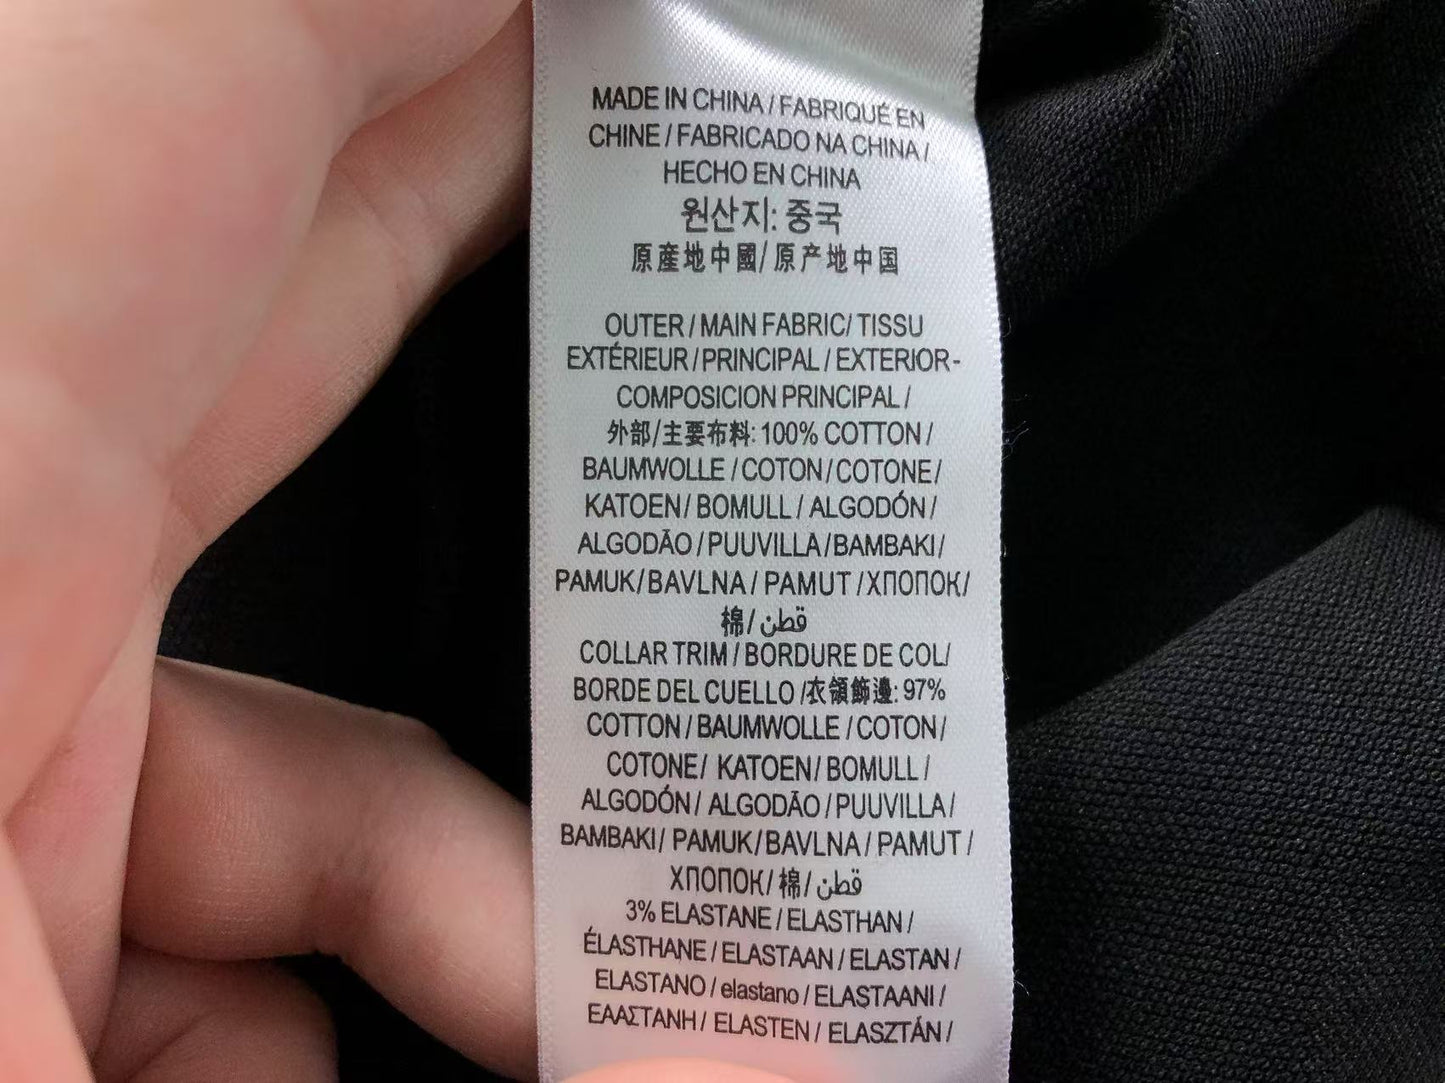 MADE IN CHINA / FABRIQUÉ EN
CHINE / FABRICADO NA CHINA /
HECHO EN CHINA
원산지: 중국
原產地中國/ 原产地中国
OUTER / MAIN FABRIC/ TISSU
EXTÉRIEUR / PRINCIPAL / EXTERIOR-
COMPOSICION PRINCIPAL /
外部/主要布料: 100% COTTON /
BAUMWOLLE / COTON / COTONE /
KATOEN / BOMULL / ALGODÓN /
ALGODÃO / PUUVILLA / BAMBAKI /
PAMUK / BAVLNA / PAMUT / ХПОПОК/
棉/ قطن
COLLAR TRIM / BORDURE DE COL/
BORDE DEL CUELLO /衣領飾邊: 97%
COTTON / BAUMWOLLE / COTON /
COTONE / KATOEN / BOMULL /
ALGODÓN / ALGODÃO / PUUVILLA /
BAMBAKI / PAMUK / BAVLNA / PAMUT /
ХПОПОК/ 棉/ قطن
3% ELASTANE / ELASTHAN /
ÉLASTHANE / ELASTAAN / ELASTAN /
ELASTANO / elastano / ELASTAANI /
ΕΑΑΣΤΑΝΗ / ELASTEN / ELASZTÁN /